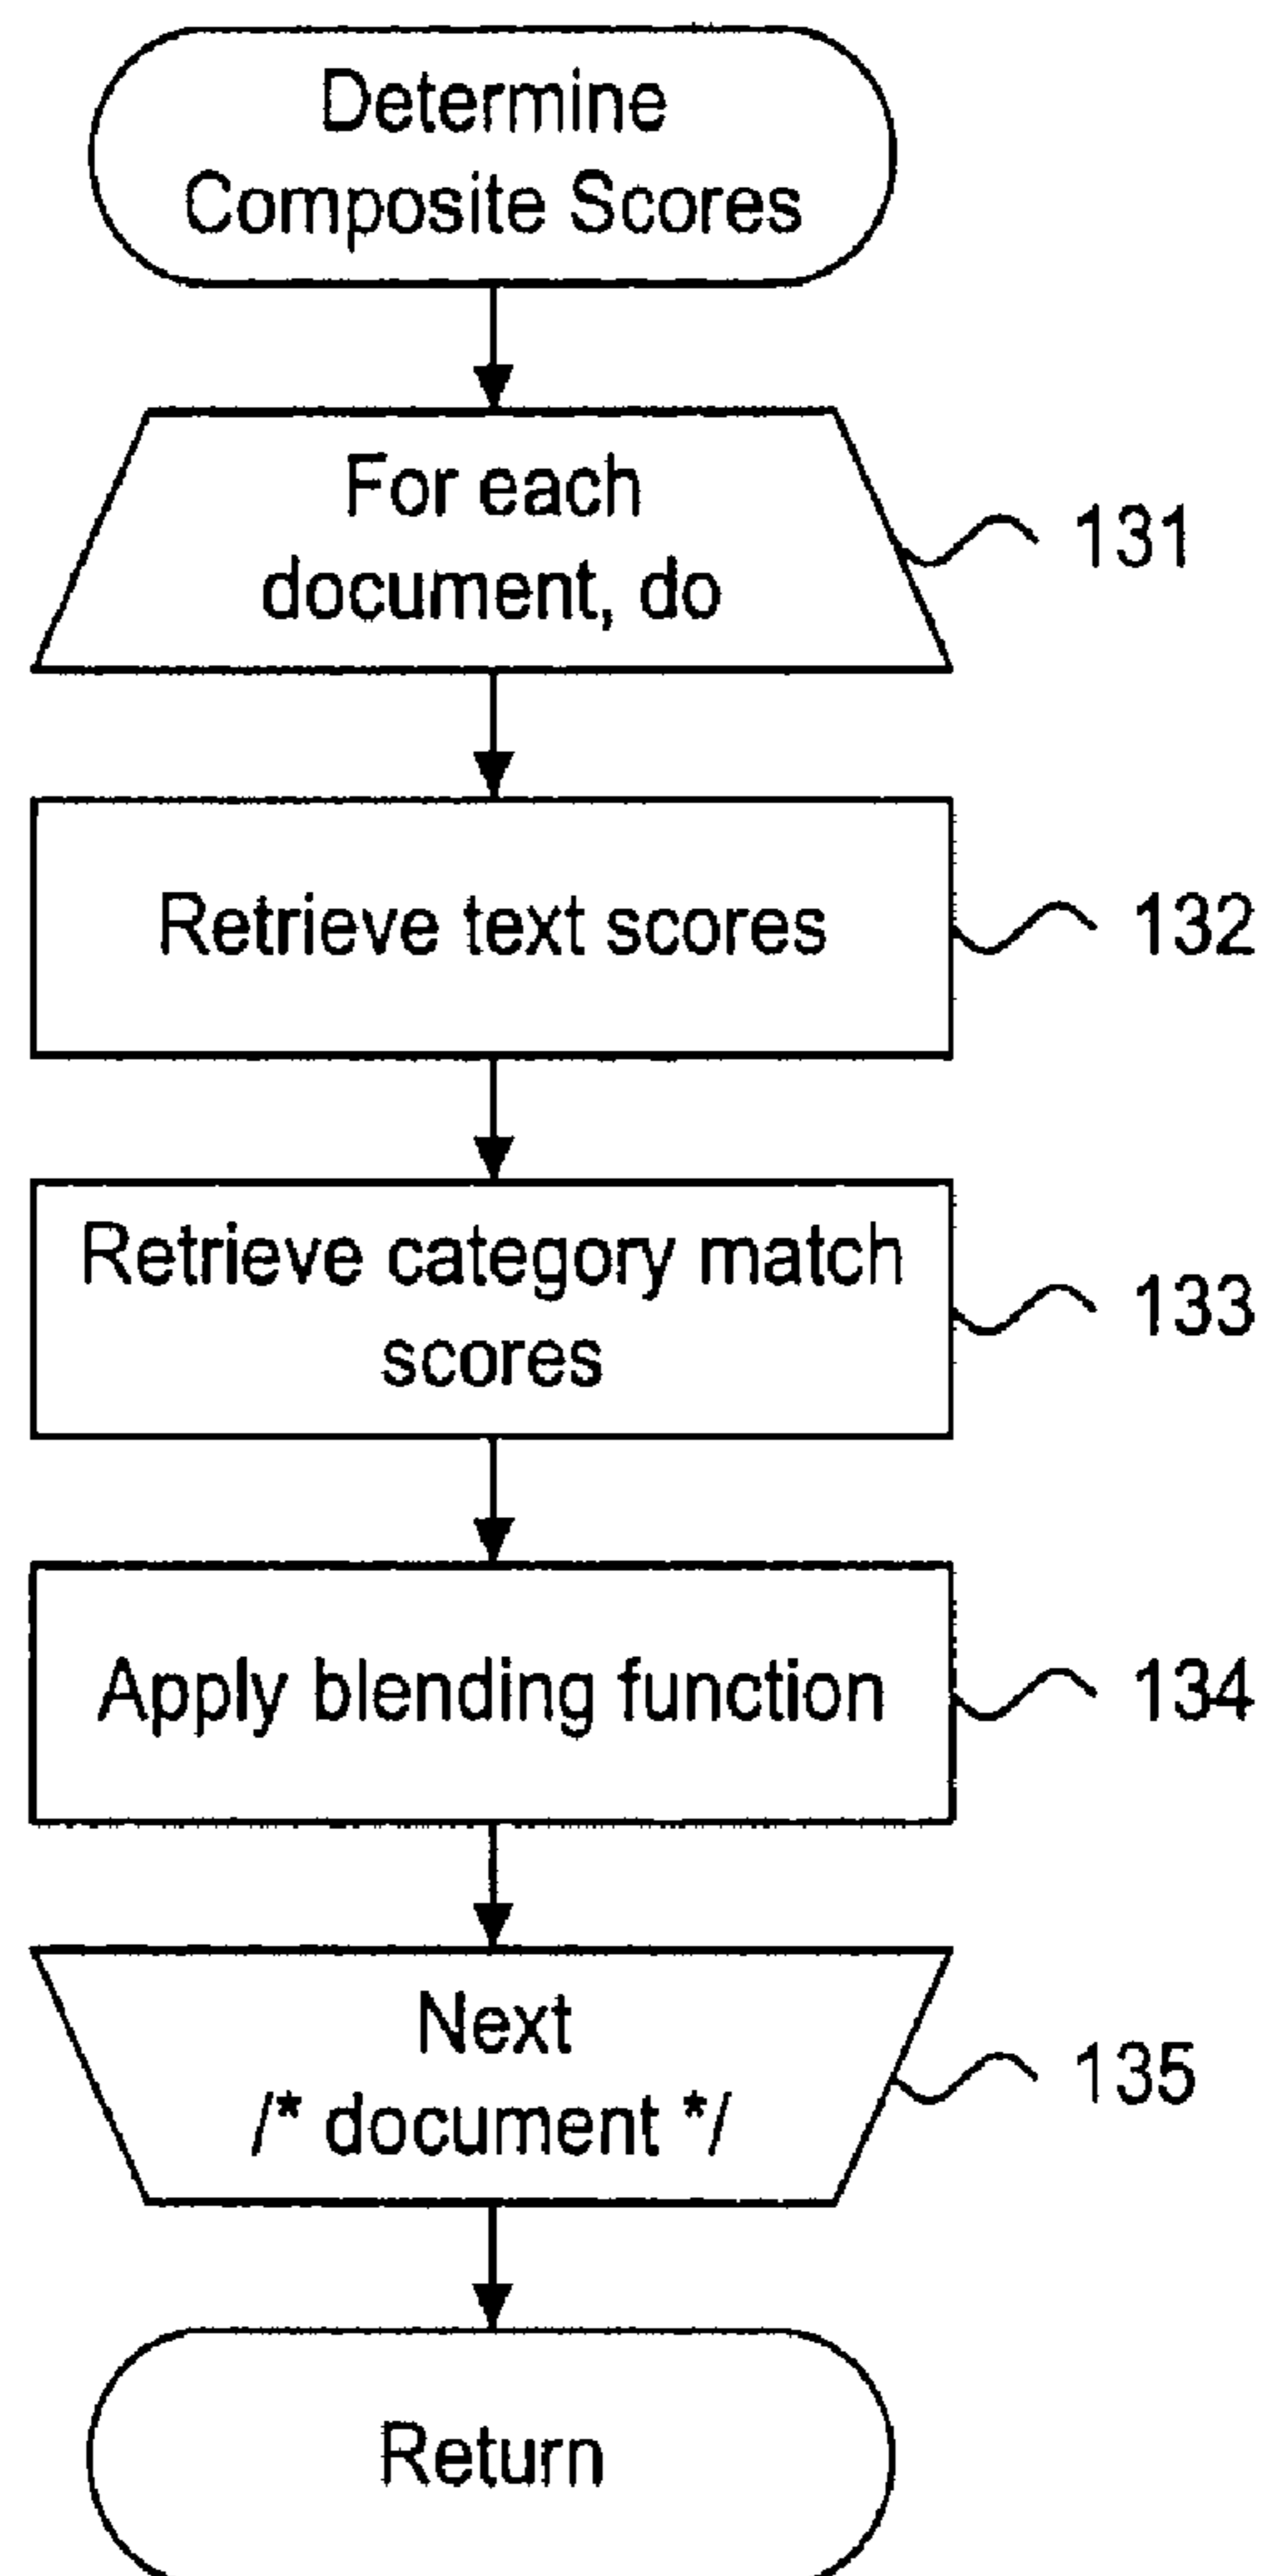 Determine
Composite Scores
For each
document, do
131
Retrieve text scores
132
Retrieve category match
scores
133
Apply blending function
134
Next
/* document */
135
Return